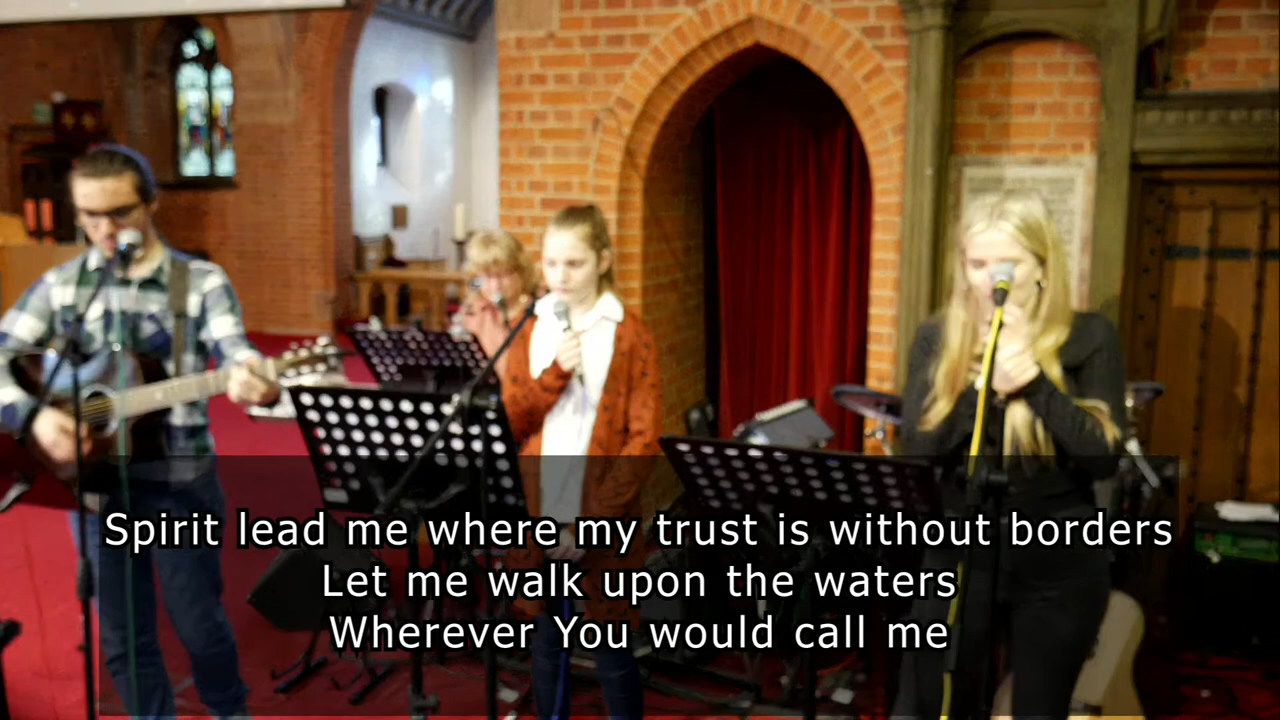 Spirit lead me where my trust is without borders
Let me walk upon the waters
Wherever You would call me